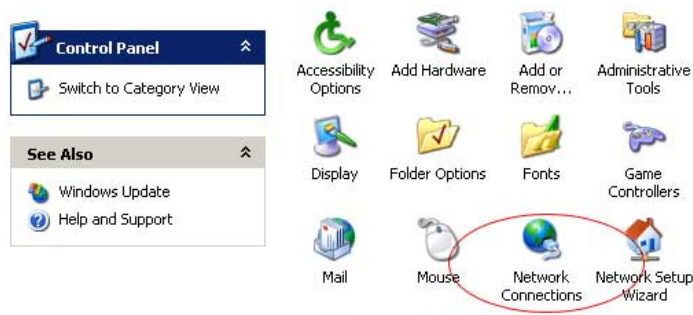 Control Panel
Switch to Category View
See Also
Windows Update
Help and Support
Accessibility
Options
Add Hardware
Add or
Remov...
Administrative
Tools
Display
Folder Options
Fonts
Game
Controllers
Mail
Mouse
Network
Connections
Network Setup
Wizard